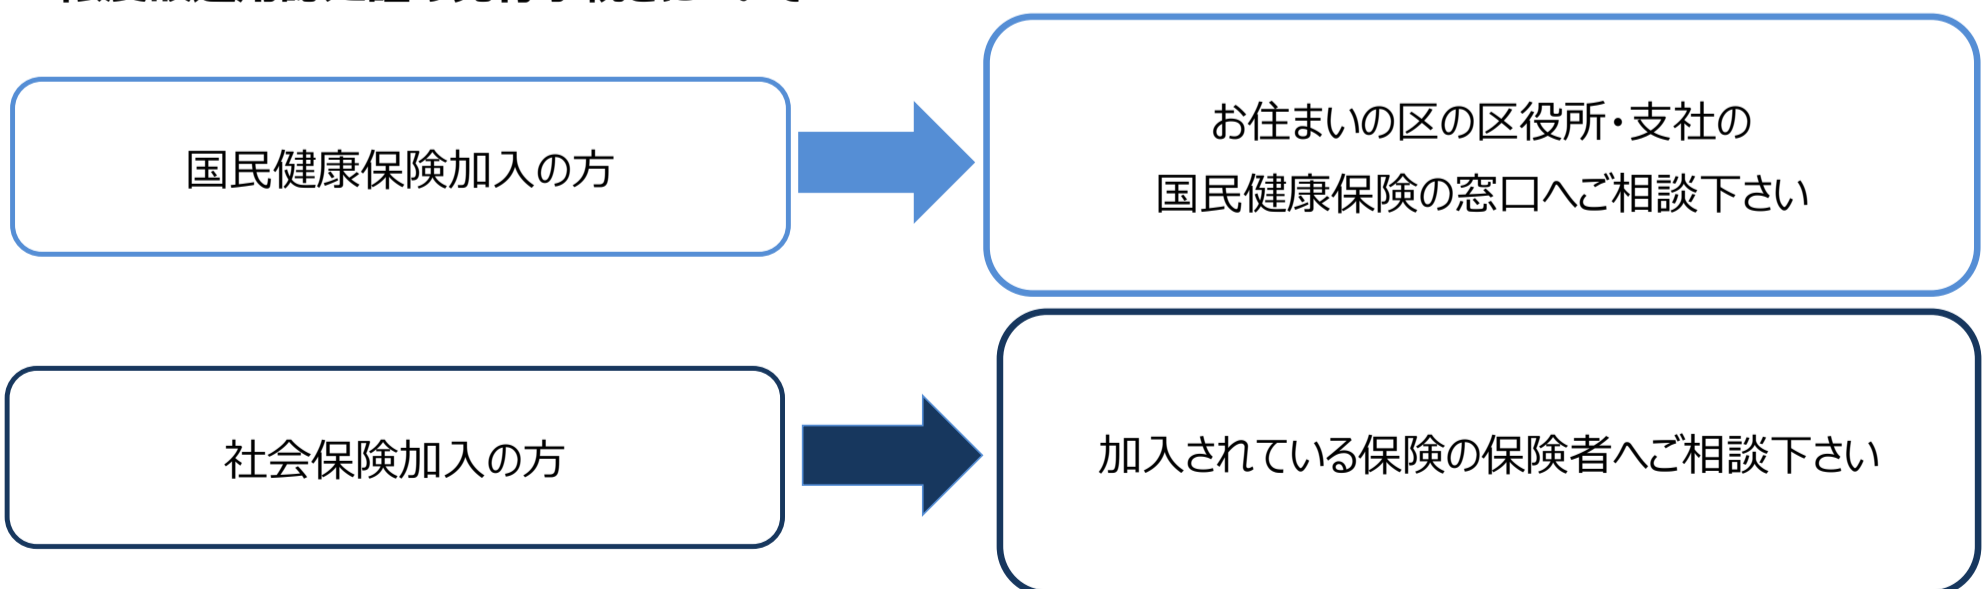 国民健康保険加入の方
お住まいの区の区役所・支社の
国民健康保険の窓口へご相談下さい
社会保険加入の方
加入されている保険の保険者へご相談下さい